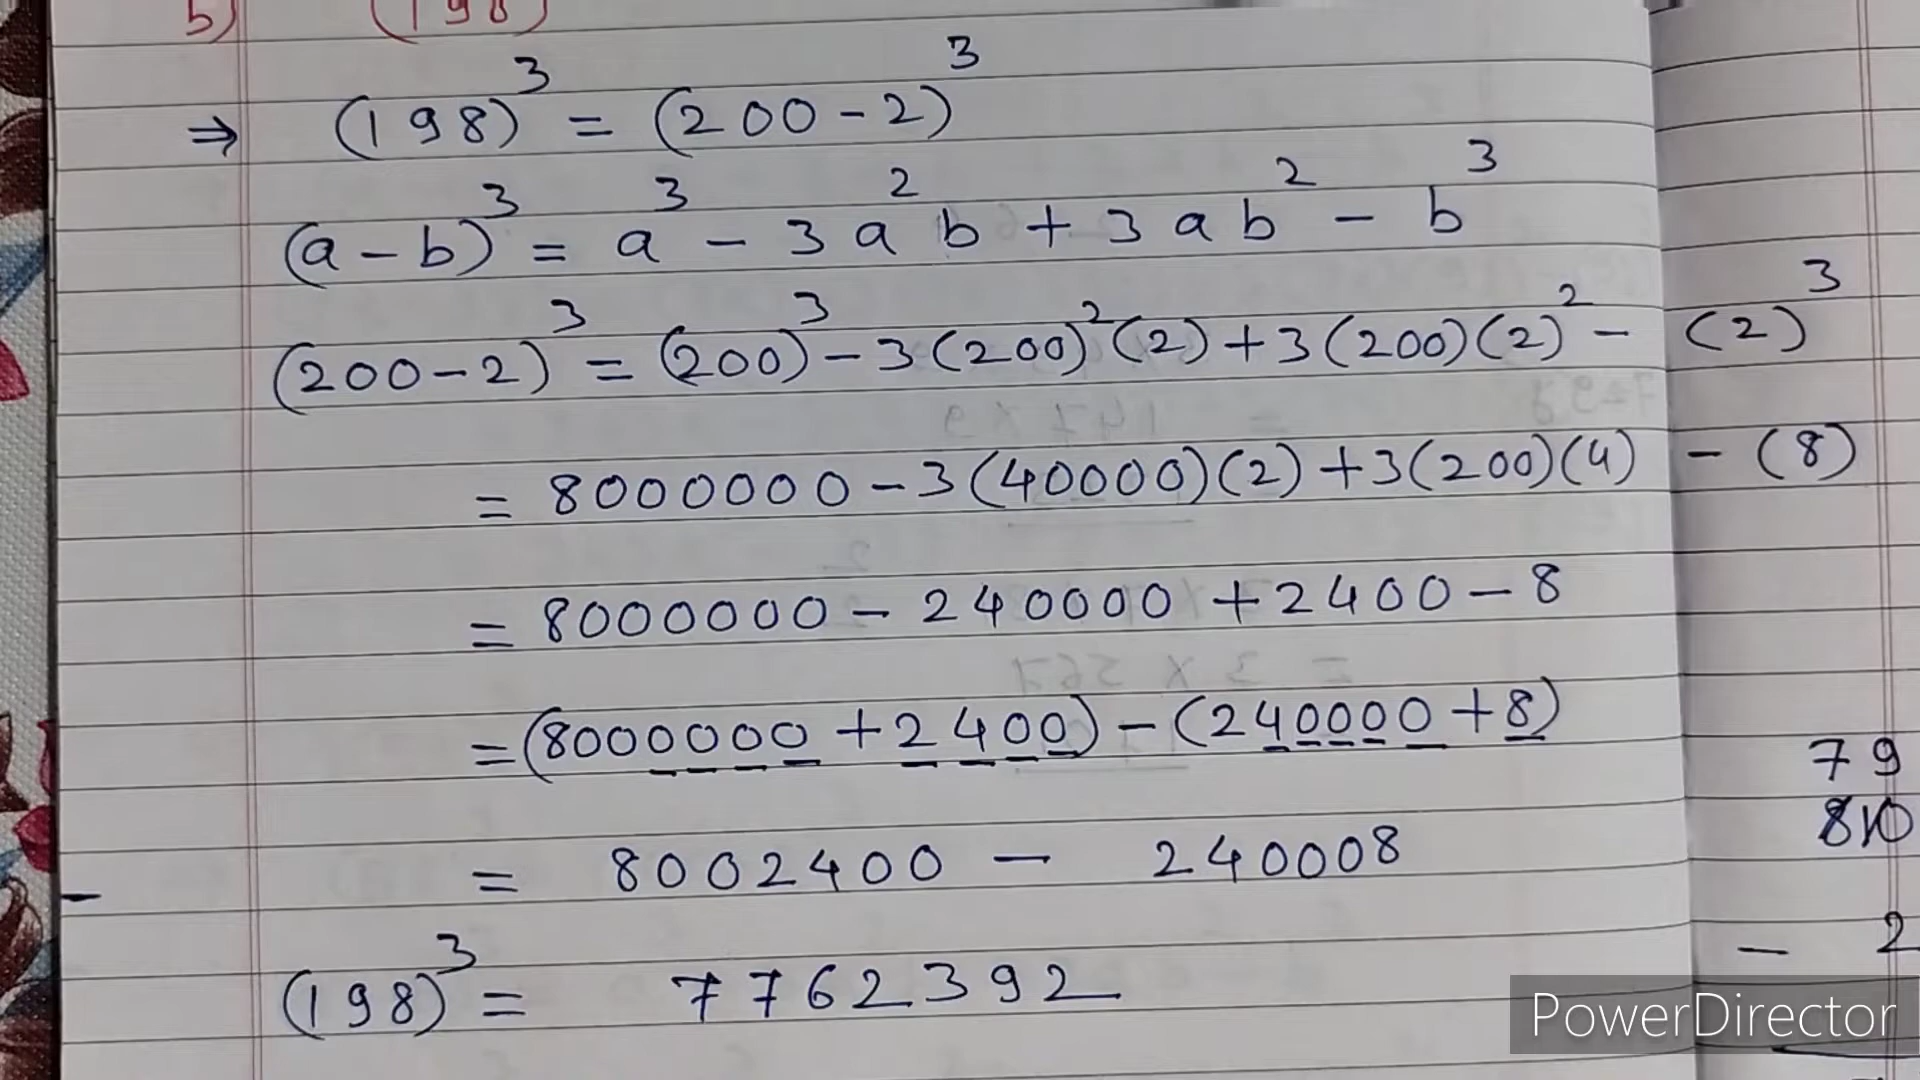 b) (198)
⇒ (198)³ = (200 - 2)³
(a - b)³ = a³ - 3a²b + 3ab² - b³
(200 - 2)³ = (200)³ - 3(200)²(2) + 3(200)(2)² - (2)³
= 8000000 - 3(40000)(2) + 3(200)(4) - (8)
= 8000000 - 240000 + 2400 - 8
= (8000000 + 2400) - (240000 + 8)
79
810
= 8002400 - 240008
- 2
(198)³ = 7762392
PowerDirector